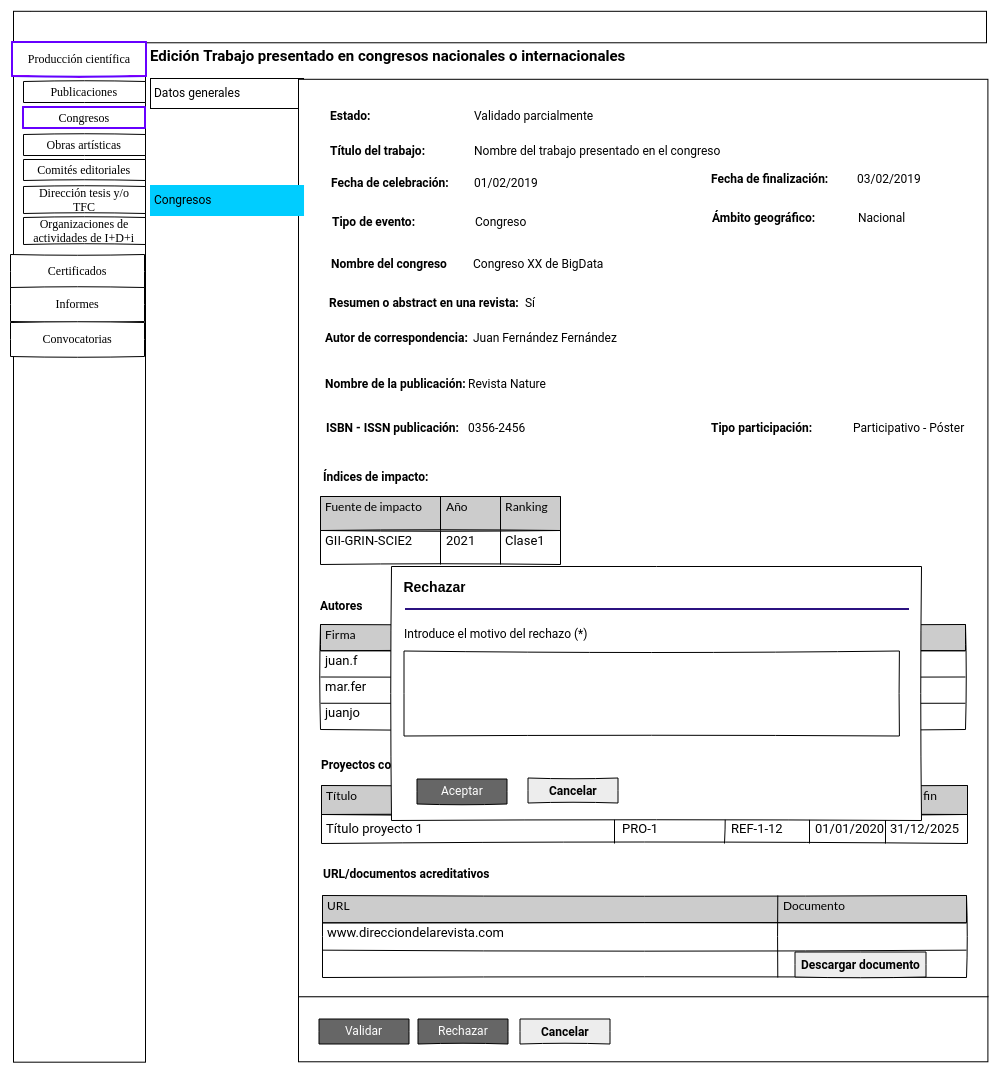 Producción científica
Edición Trabajo presentado en congresos nacionales o internacionales
Publicaciones
Congresos
Obras artísticas
Comités editoriales
Dirección tesis y/o
TFC
Organizaciones de
actividades de I+D+i
Certificados
Informes
Convocatorias
Datos generales
Congresos
Estado: Validado parcialmente
Título del trabajo: Nombre del trabajo presentado en el congreso
Fecha de celebración: 01/02/2019 Fecha de finalización: 03/02/2019
Tipo de evento: Congreso Ámbito geográfico: Nacional
Nombre del congreso Congreso XX de BigData
Resumen o abstract en una revista: Sí
Autor de correspondencia: Juan Fernández Fernández
Nombre de la publicación: Revista Nature
ISBN - ISSN publicación: 0356-2456 Tipo participación: Participativo - Póster
Índices de impacto:
Fuente de impacto Año Ranking
GII-GRIN-SCIE2 2021 Clase1
Rechazar
Introduce el motivo del rechazo (*)
Aceptar Cancelar
Autores
Firma
juan.f
mar.fer
juanjo
Proyectos co
Título fin
Título proyecto 1 PRO-1 REF-1-12 01/01/2020 31/12/2025
URL/documentos acreditativos
URL Documento
www.direcciondelarevista.com
Descargar documento
Validar Rechazar Cancelar